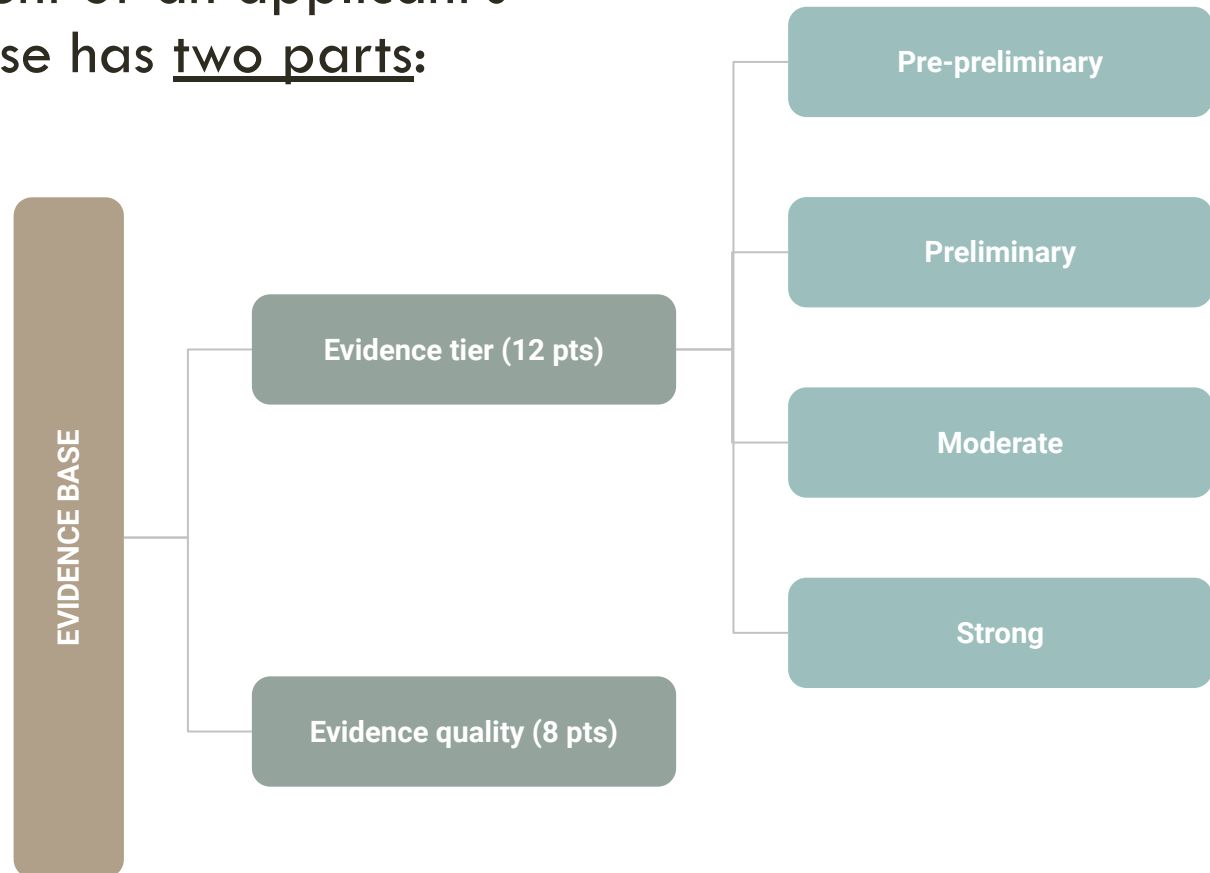 se has two parts:
EVIDENCE BASE
Evidence tier (12 pts)
Evidence quality (8 pts)
Pre-preliminary
Preliminary
Moderate
Strong